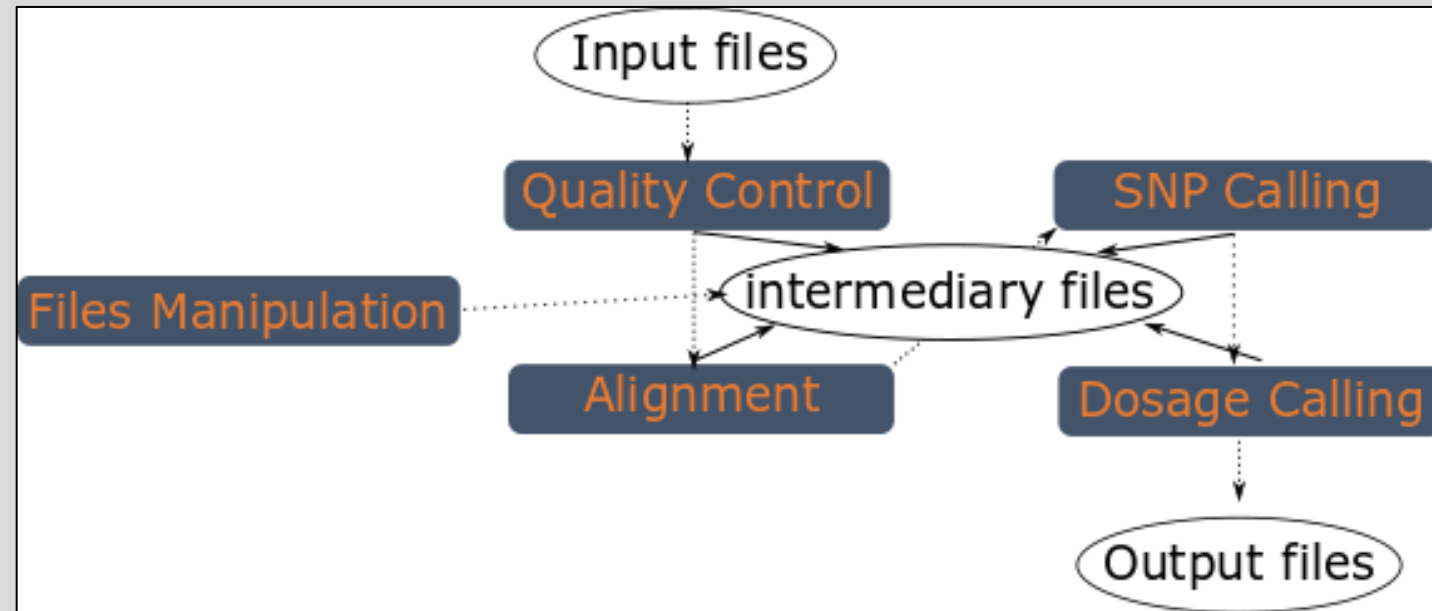 Input files
Quality Control
SNP Calling
Files Manipulation
intermediary files
Alignment
Dosage Calling
Output files